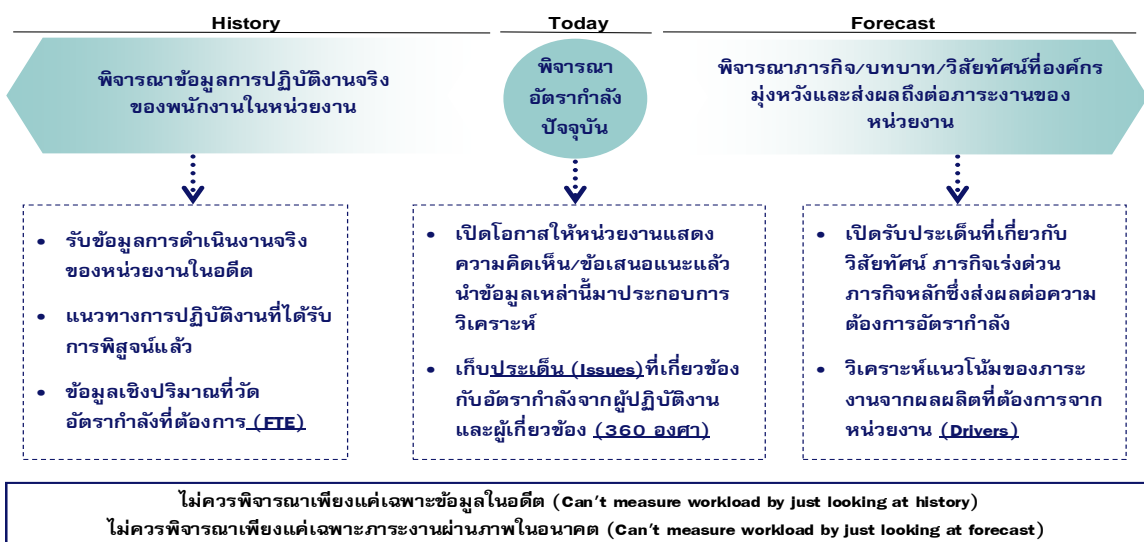 History
Today
Forecast
พิจารณาข้อมูลการปฏิบัติงานจริง
ของพนักงานในหน่วยงาน
พิจารณา
อัตรากำลัง
ปัจจุบัน
พิจารณาภารกิจ/บทบาท/วิสัยทัศน์ที่องค์กร
มุ่งหวังและส่งผลถึงต่อภาระงานของ
หน่วยงาน
• รับข้อมูลการดำเนินงานจริง
ของหน่วยงานในอดีต
• แนวทางการปฏิบัติงานที่ได้รับ
การพิสูจน์แล้ว
• ข้อมูลเชิงปริมาณที่วัด
อัตรากำลังที่ต้องการ (FTE)
• เปิดโอกาสให้หน่วยงานแสดง
ความคิดเห็น/ข้อเสนอแนะแล้ว
นำข้อมูลเหล่านี้มาประกอบการ
วิเคราะห์
• เก็บประเด็น (Issues)ที่เกี่ยวข้อง
กับอัตรากำลังจากผู้ปฏิบัติงาน
และผู้เกี่ยวข้อง (360 องศา)
• เปิดรับประเด็นที่เกี่ยวกับ
วิสัยทัศน์ ภารกิจเร่งด่วน
ภารกิจหลักซึ่งส่งผลต่อความ
ต้องการอัตรากำลัง
• วิเคราะห์แนวโน้มของภาระ
งานจากผลผลิตที่ต้องการจาก
หน่วยงาน (Drivers)
ไม่ควรพิจารณาเพียงแค่เฉพาะข้อมูลในอดีต (Can't measure workload by just looking at history)
ไม่ควรพิจารณาเพียงแค่เฉพาะภาระงานผ่านภาพในอนาคต (Can't measure workload by just looking at forecast)